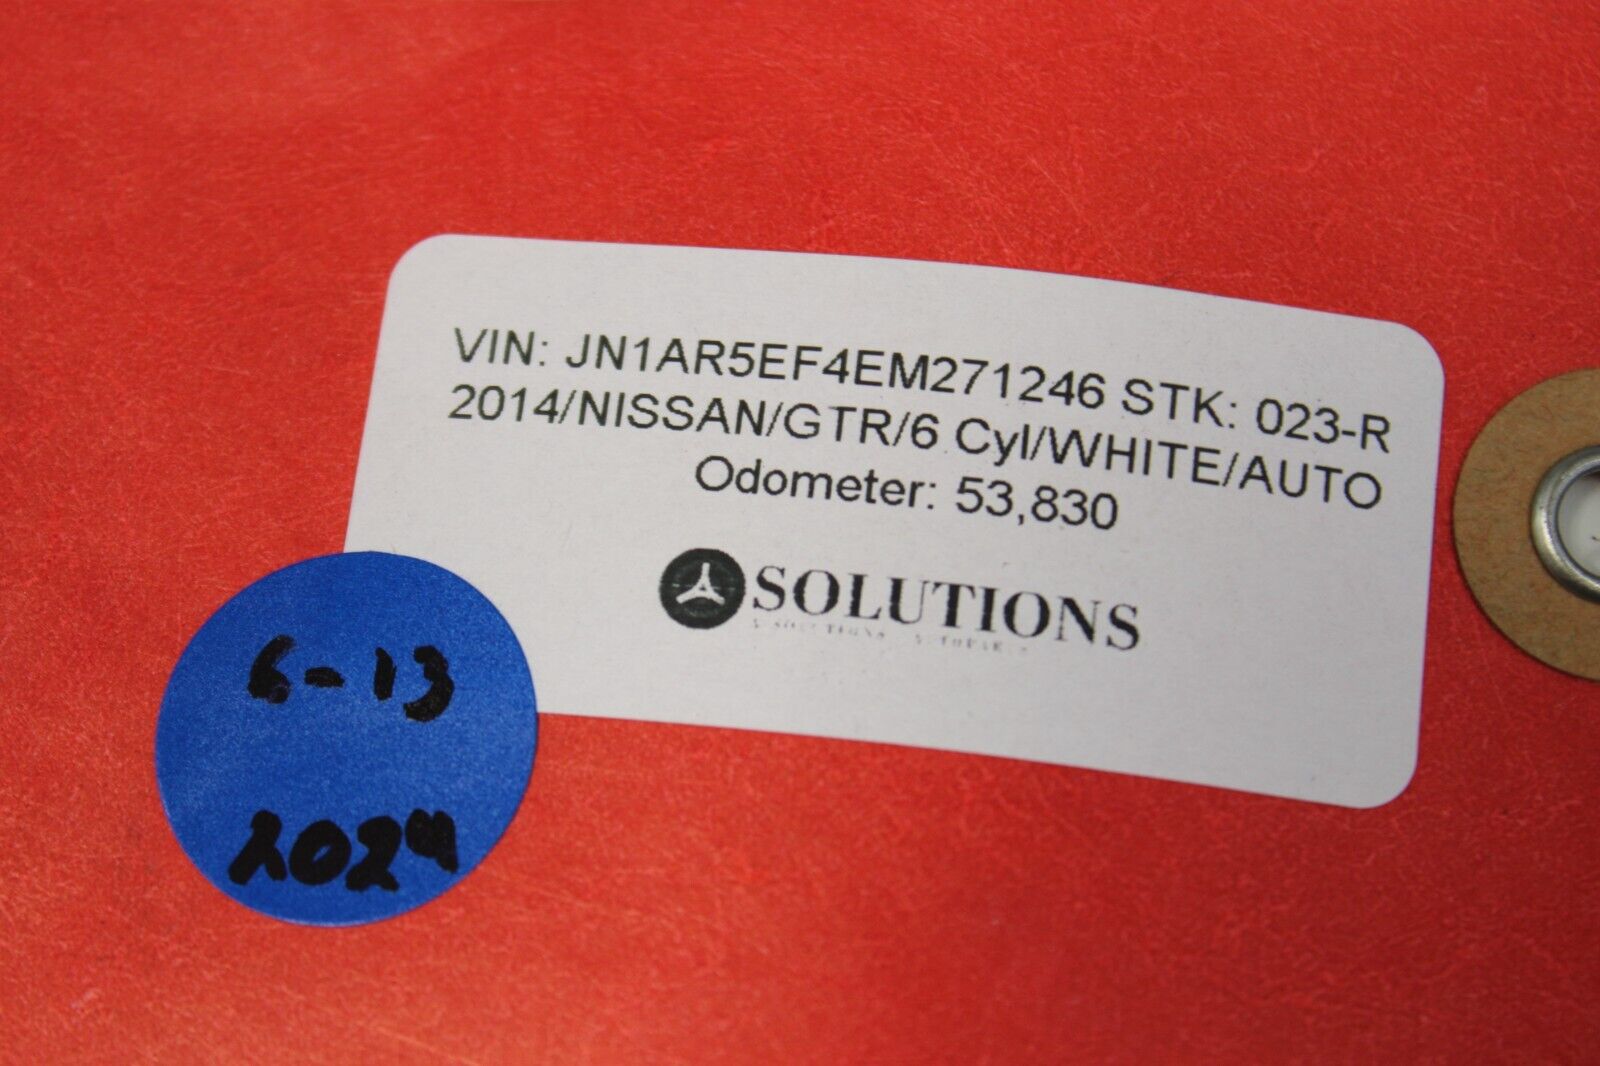 VIN: JN1AR5EF4EM271246 STK: 023-R
2014/NISSAN/GTR/6 Cyl/WHITE/AUTO
Odometer: 53,830
SOLUTIONS
6-13
2024